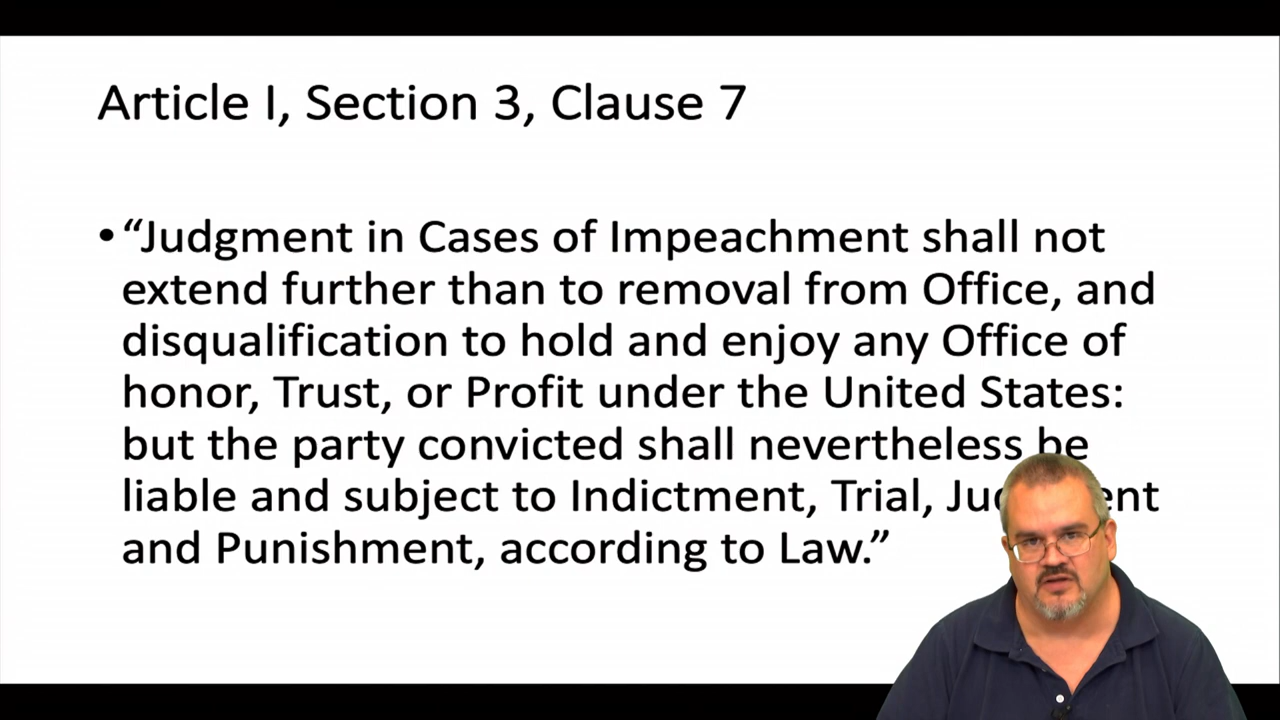 Article I, Section 3, Clause 7
• “Judgment in Cases of Impeachment shall not
extend further than to removal from Office, and
disqualification to hold and enjoy any Office of
honor, Trust, or Profit under the United States:
but the party convicted shall nevertheless be
liable and subject to Indictment, Trial,
and Punishment, according to Law.”